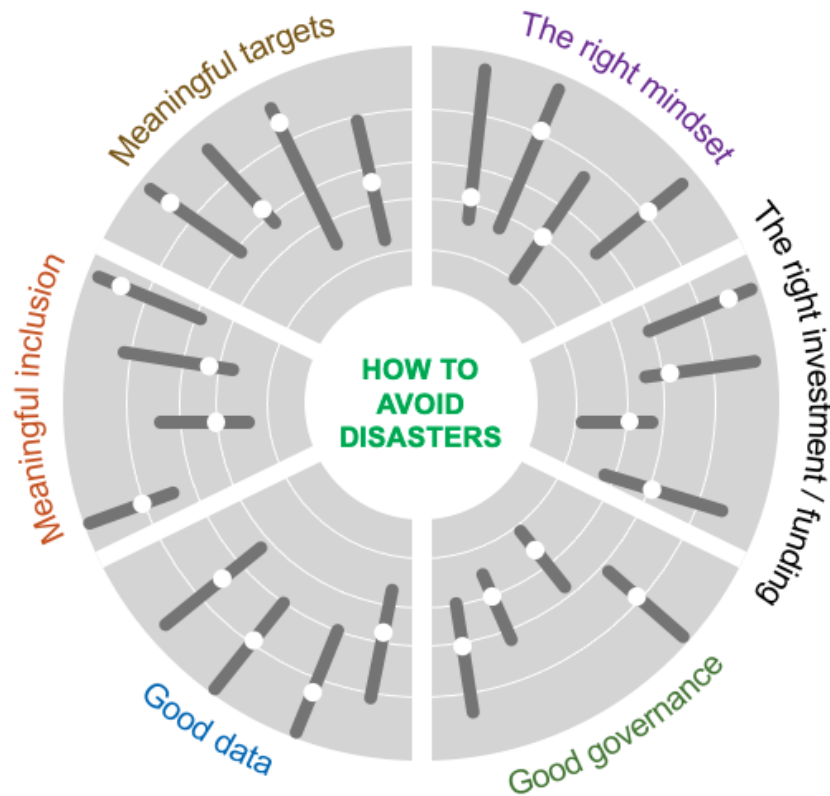 HOW TO
AVOID
DISASTERS
The right mindset
The right investment / funding
Good governance
Good data
Meaningful inclusion
Meaningful targets